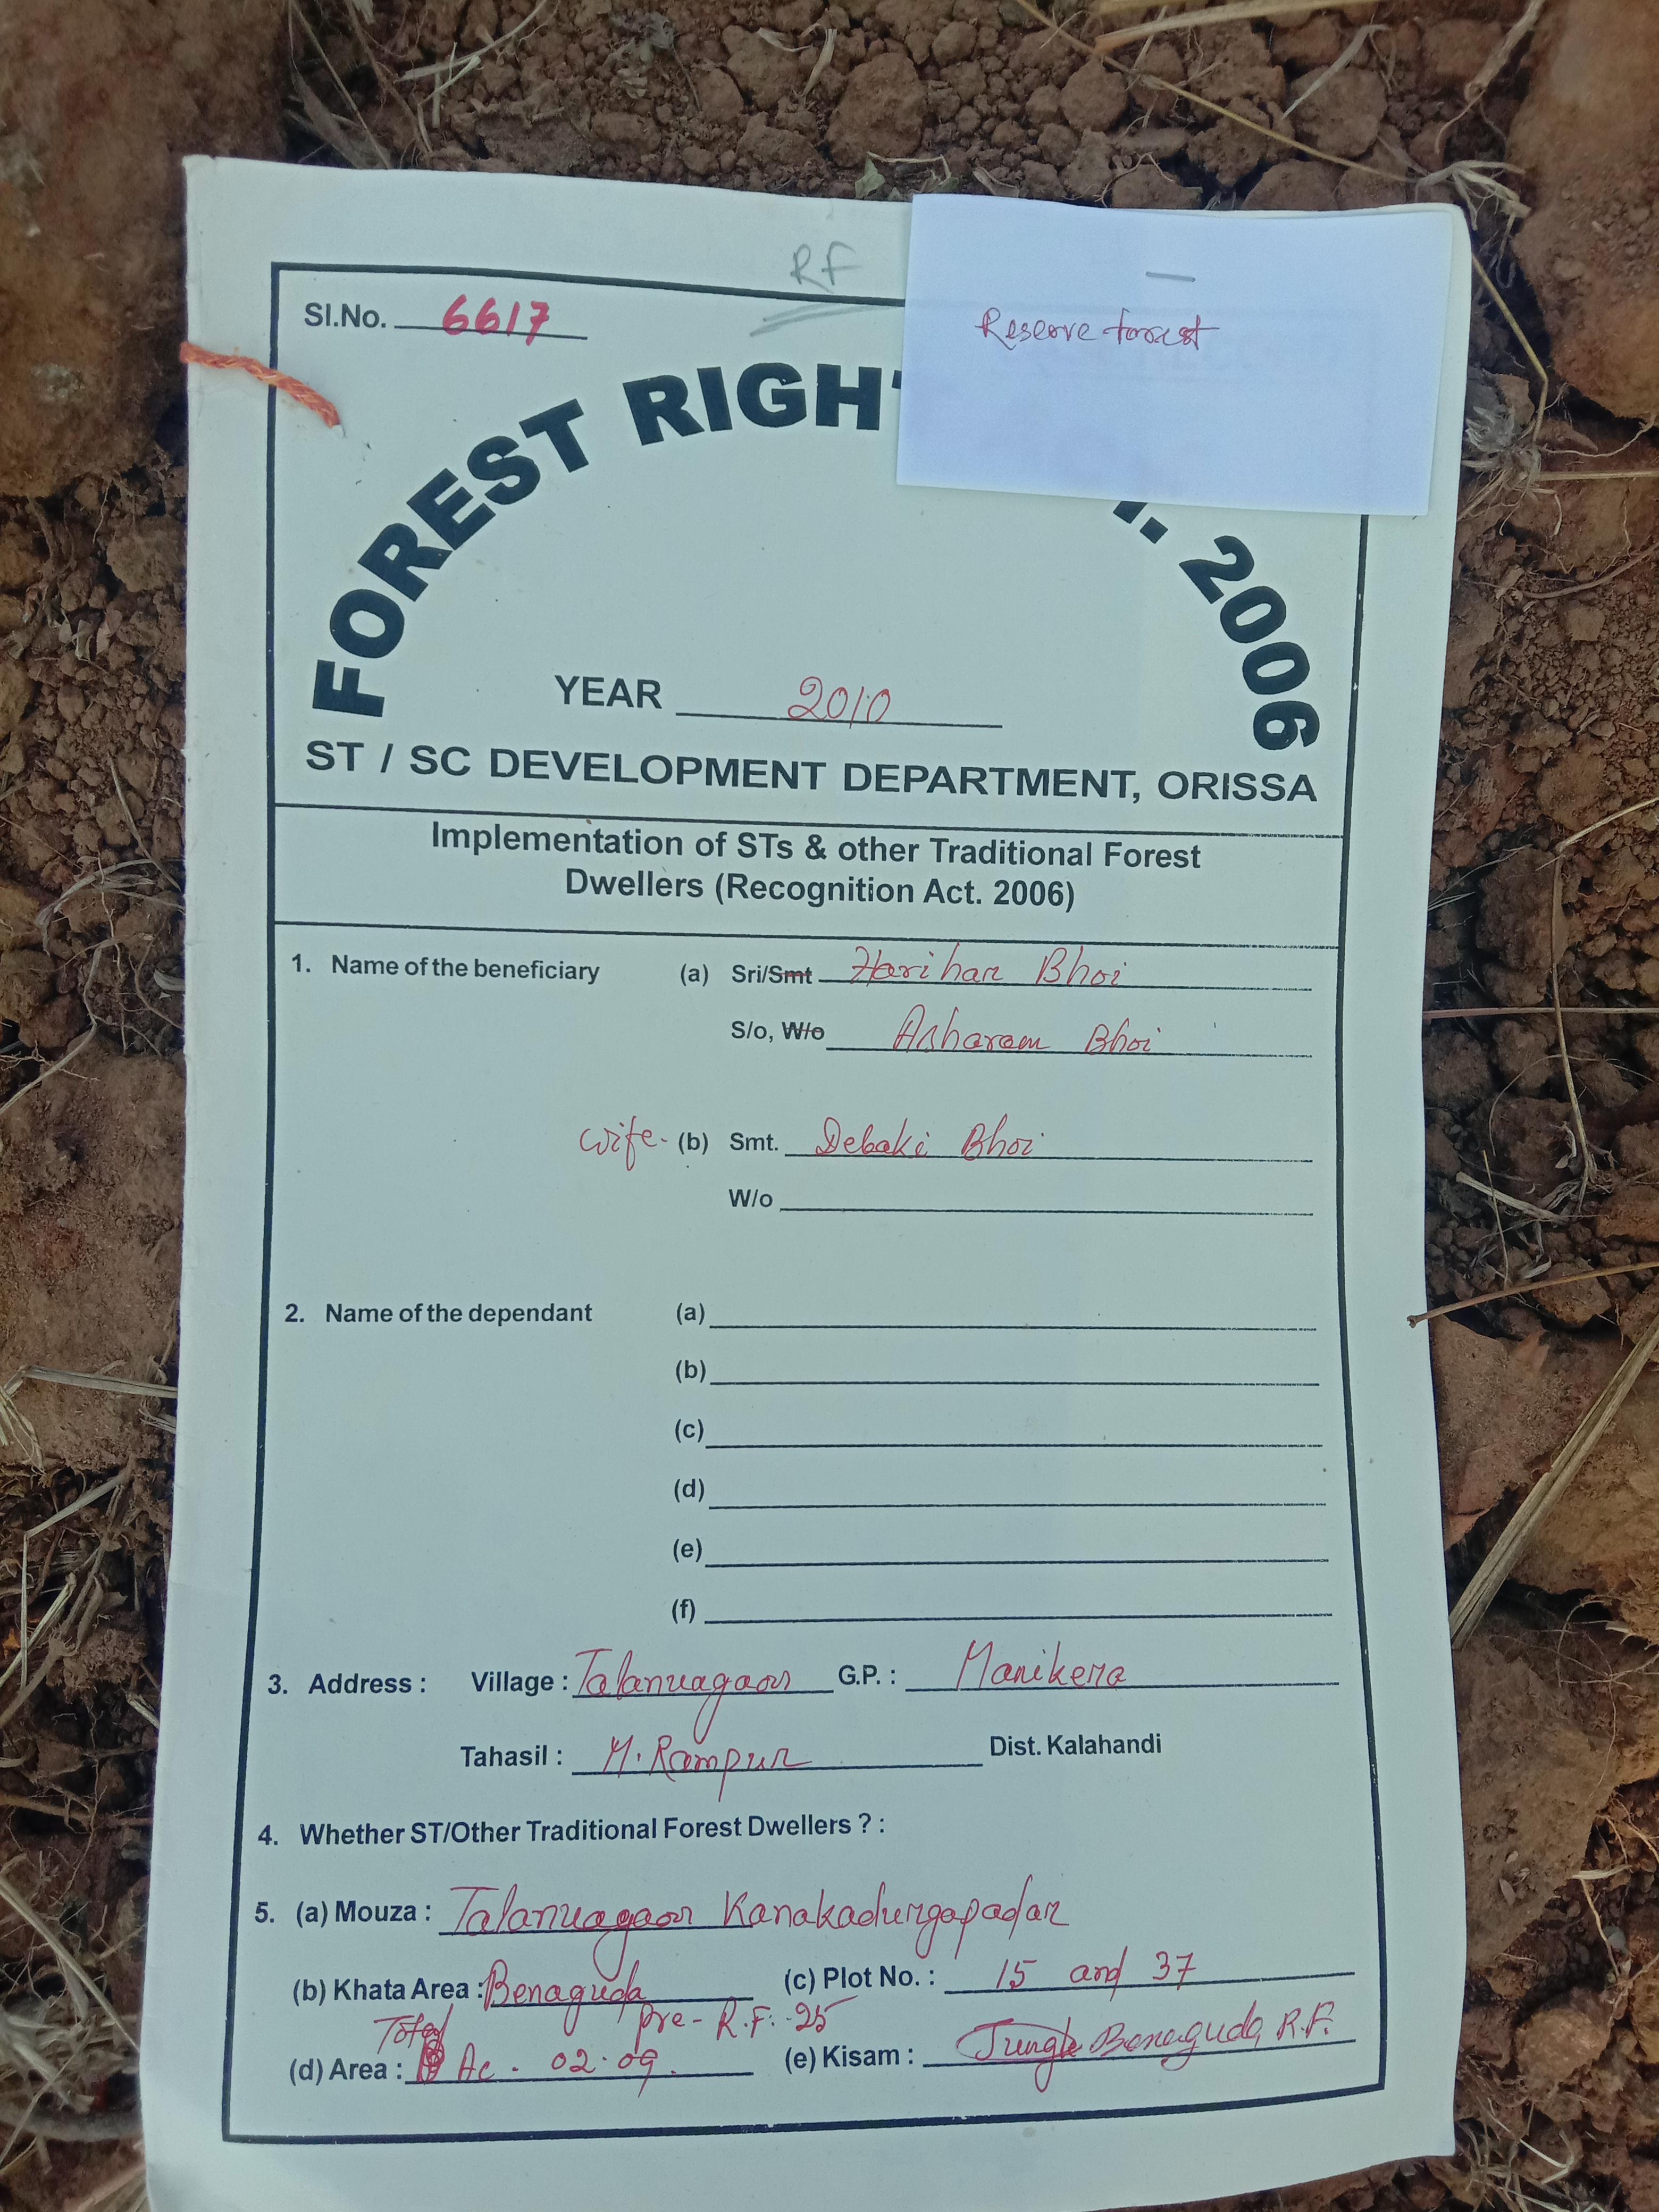 RF
Reserve forest
Sl.No. 6617
FOREST RIGHT . 2006
YEAR 2010
ST / SC DEVELOPMENT DEPARTMENT, ORISSA
Implementation of STs & other Traditional Forest
Dwellers (Recognition Act. 2006)
1. Name of the beneficiary (a) Sri/Smt Harihar Bhoi
S/o, W/o Asharam Bhoi
wife- (b) Smt. Debaki Bhoi
W/o
2. Name of the dependant (a)
(b)
(c)
(d)
(e)
(f)
3. Address : Village : Talanuagaon G.P. : Manikera
Tahasil : M. Rampur Dist. Kalahandi
4. Whether ST/Other Traditional Forest Dwellers ? :
5. (a) Mouza : Talanuagaon Kanakadurgapadar
(b) Khata Area : Benaguda (c) Plot No. : 15 and 37
Total pre- R.F. -25
(d) Area : Ac - 02.09. (e) Kisam : Jungle Benaguda R.F.